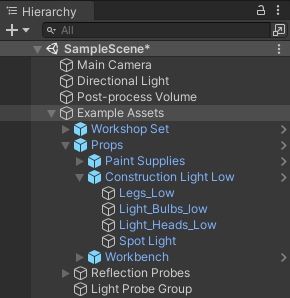 Hierarchy
All
SampleScene*
Main Camera
Directional Light
Post-process Volume
Example Assets
Workshop Set
Props
Paint Supplies
Construction Light Low
Legs_Low
Light_Bulbs_low
Light_Heads_Low
Spot Light
Workbench
Reflection Probes
Light Probe Group